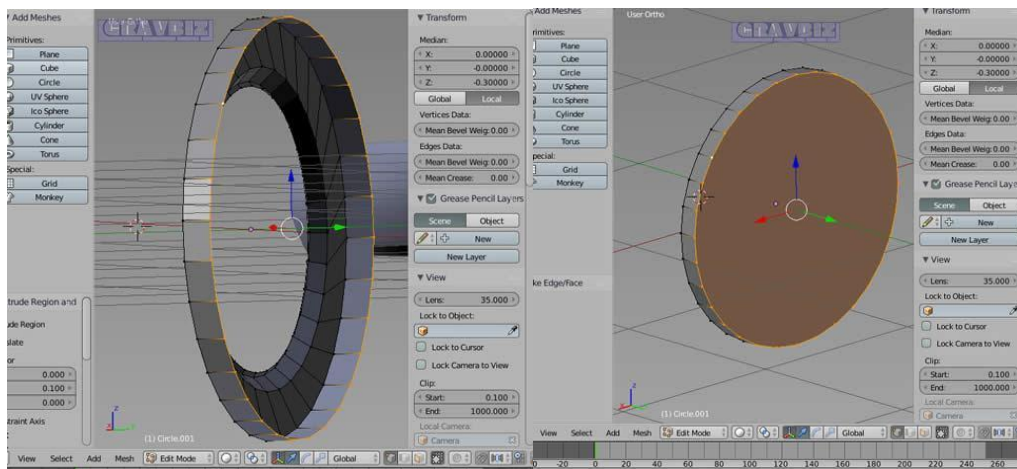 Add Meshes
Primitives:
Plane
Cube
Circle
UV Sphere
Ico Sphere
Cylinder
Cone
Torus
Special:
Grid
Monkey
trude Region and
ude Region
slate
or
0.000
0.100
0.000
straint Axis
GRAVBIZ
(1) Circle.001
View Select Add Mesh Edit Mode Global
Transform
Median:
X: 0.00000
Y: -0.00000
Z: -0.30000
Global Local
Vertices Data:
Mean Bevel Weig: 0.00
Edges Data:
Mean Bevel Weig: 0.00
Mean Crease: 0.00
Grease Pencil Layers
Scene Object
New
New Layer
View
Lens: 35.000
Lock to Object:
Lock to Cursor
Lock Camera to View
Clip:
Start: 0.100
End: 1000.000
Local Camera:
Camera
Add Meshes
rimitives:
Plane
Cube
Circle
UV Sphere
Ico Sphere
Cylinder
Cone
Torus
pecial:
Grid
Monkey
ke Edge/Face
User Ortho
GRAVBIZ
(1) Circle.001
View Select Add Mesh Edit Mode Global
-20 0 20 40 60 80 100 120 140 160 180 200 220 240 260
Transform
Median:
X: 0.00000
Y: -0.00000
Z: -0.30000
Global Local
Vertices Data:
Mean Bevel Weig: 0.00
Edges Data:
Mean Bevel Weig: 0.00
Mean Crease: 0.00
Grease Pencil Layers
Scene Object
New
New Layer
View
Lens: 35.000
Lock to Object:
Lock to Cursor
Lock Camera to View
Clip:
Start: 0.100
End: 1000.000
Local Camera:
Camera